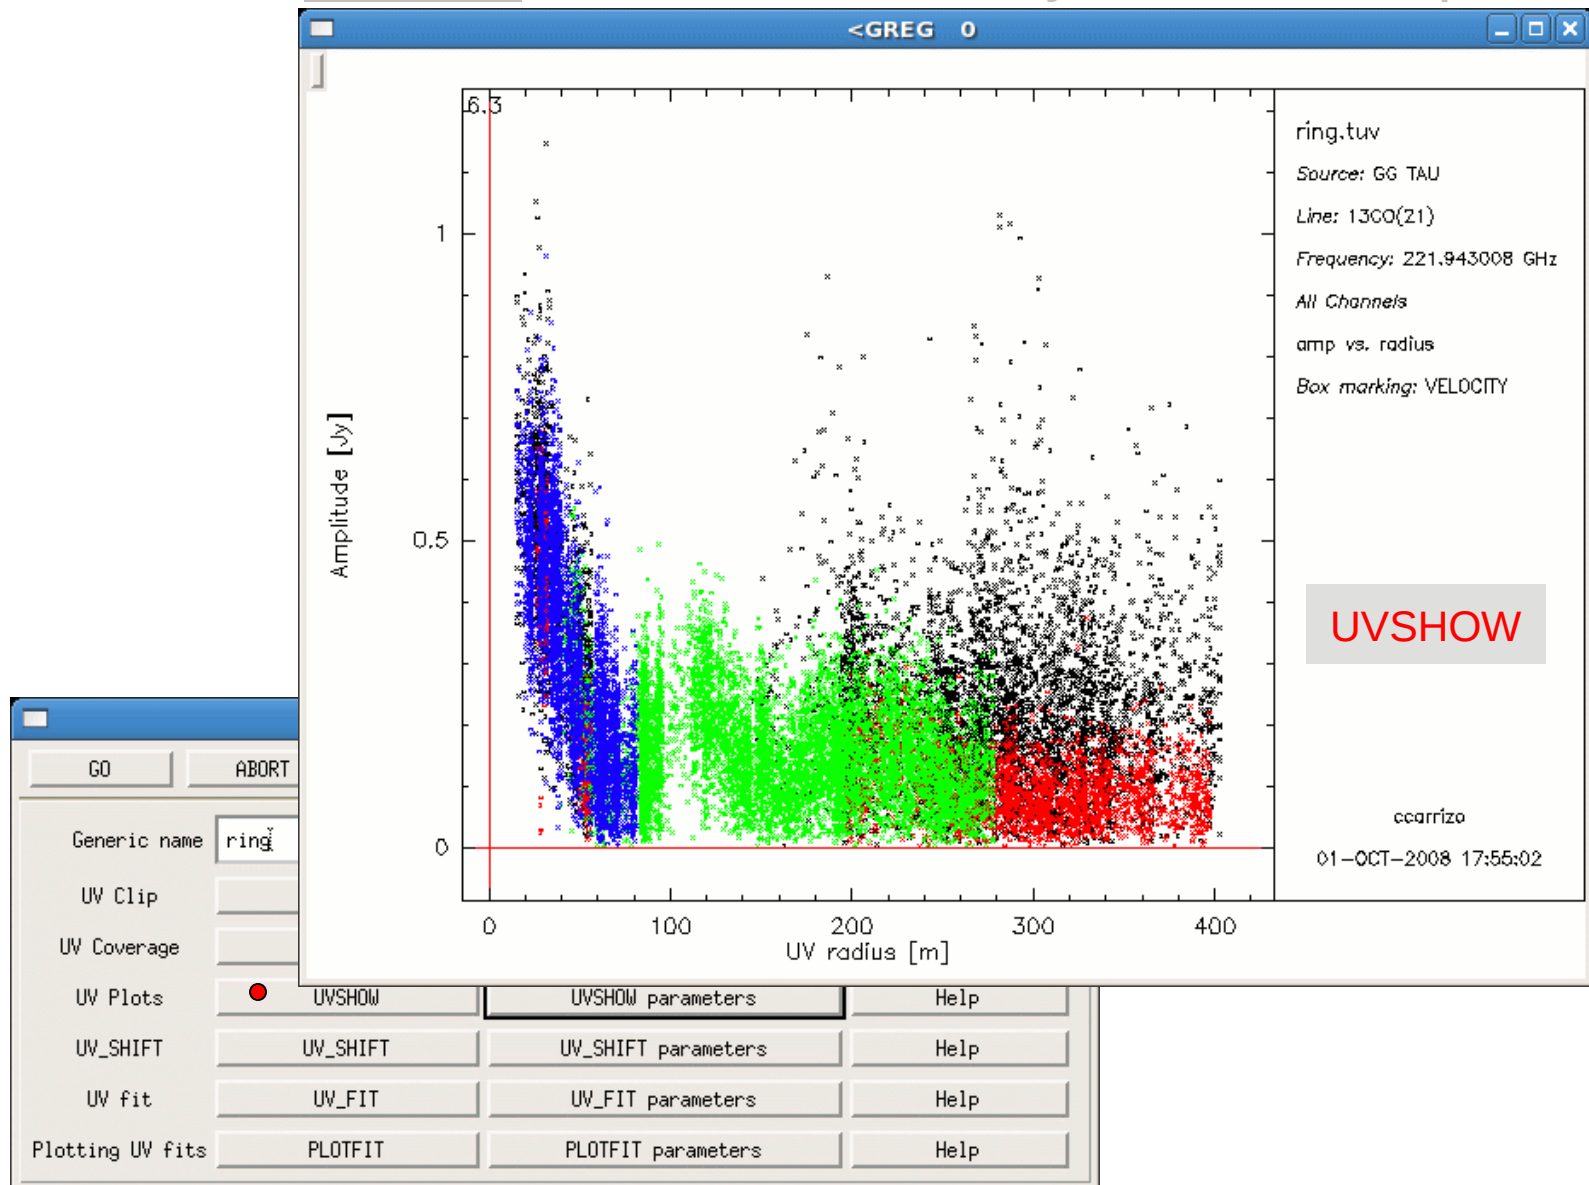 <GREG 0
6.3
1
0.5
0
Amplitude [Jy]
0 100 200 300 400
UV radius [m]
ring.tuv
Source: GG TAU
Line: 13CO(21)
Frequency: 221.943008 GHz
All Channels
amp vs. radius
Box marking: VELOCITY
UVSHOW
ccarrizo
01-OCT-2008 17:55:02
GO ABORT
Generic name ring
UV Clip
UV Coverage
UV Plots UVSHOW UVSHOW parameters Help
UV_SHIFT UV_SHIFT UV_SHIFT parameters Help
UV fit UV_FIT UV_FIT parameters Help
Plotting UV fits PLOTFIT PLOTFIT parameters Help